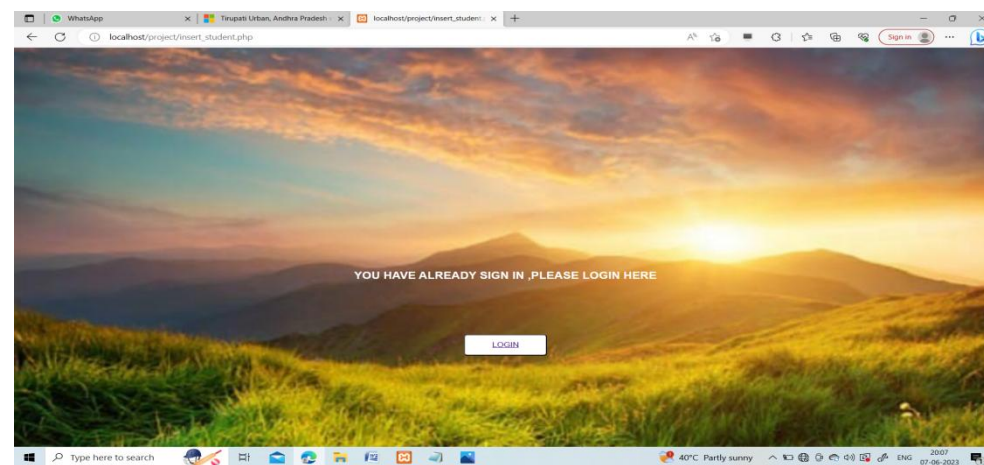 WhatsApp
Tirupati Urban, Andhra Pradesh
localhost/project/insert_student.
localhost/project/insert_student.php
Sign in
YOU HAVE ALREADY SIGN IN ,PLEASE LOGIN HERE
LOGIN
Type here to search
40°C Partly sunny
ENG
20:07
07-06-2023